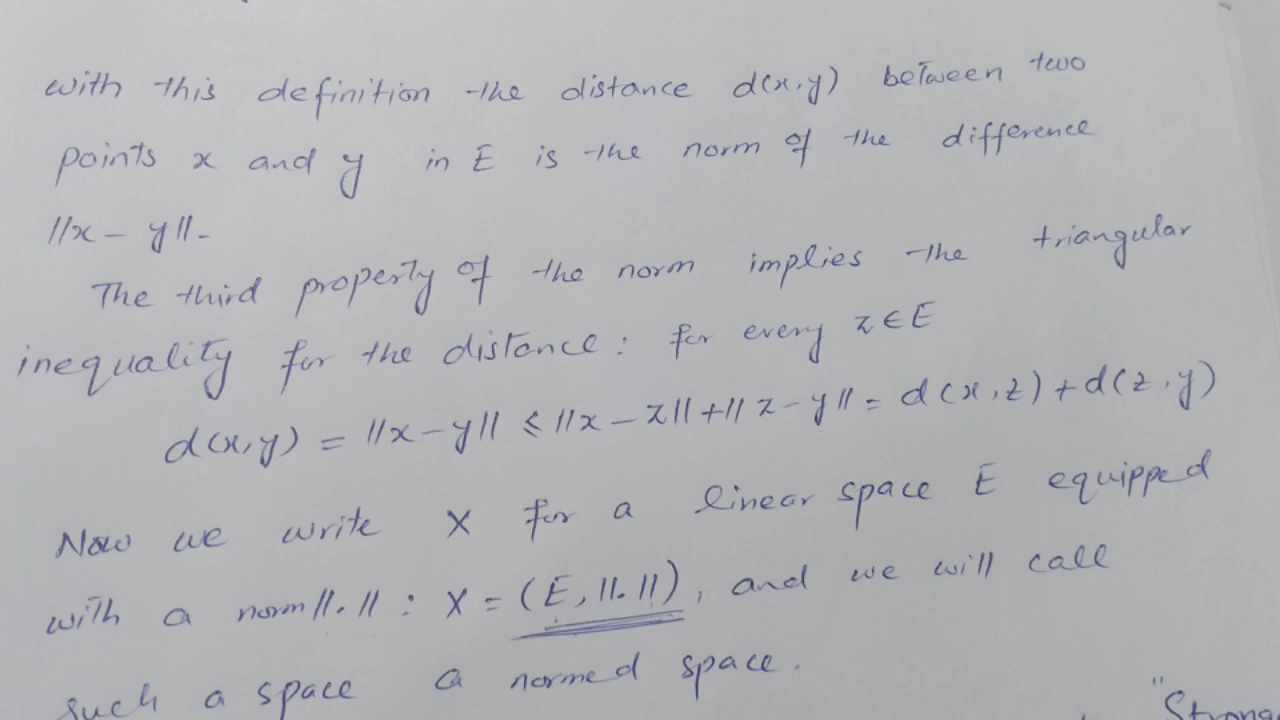 with this definition the distance d(x,y) between two
points x and y in E is the norm of the difference
||x - y||.
The third property of the norm implies the triangular
inequality for the distance : for every z ∈ E
d(x,y) = ||x-y|| ≤ ||x-z|| + ||z-y|| = d(x,z) + d(z,y)
Now we write X for a linear space E equipped
with a norm ||.|| : X = (E, ||.||), and we will call
such a space a normed space.
"Strong